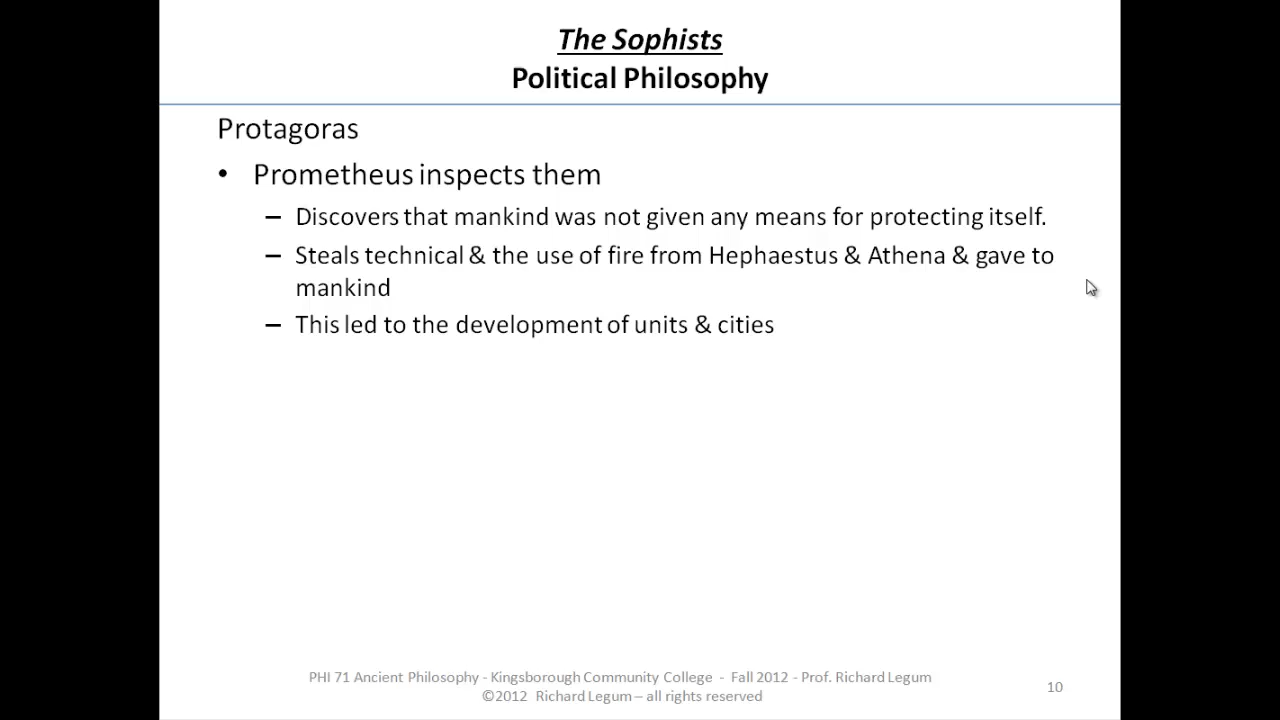 The Sophists
Political Philosophy
Protagoras
• Prometheus inspects them
– Discovers that mankind was not given any means for protecting itself.
– Steals technical & the use of fire from Hephaestus & Athena & gave to
mankind
– This led to the development of units & cities
PHI 71 Ancient Philosophy - Kingsborough Community College - Fall 2012 - Prof. Richard Legum
©2012 Richard Legum – all rights reserved
10